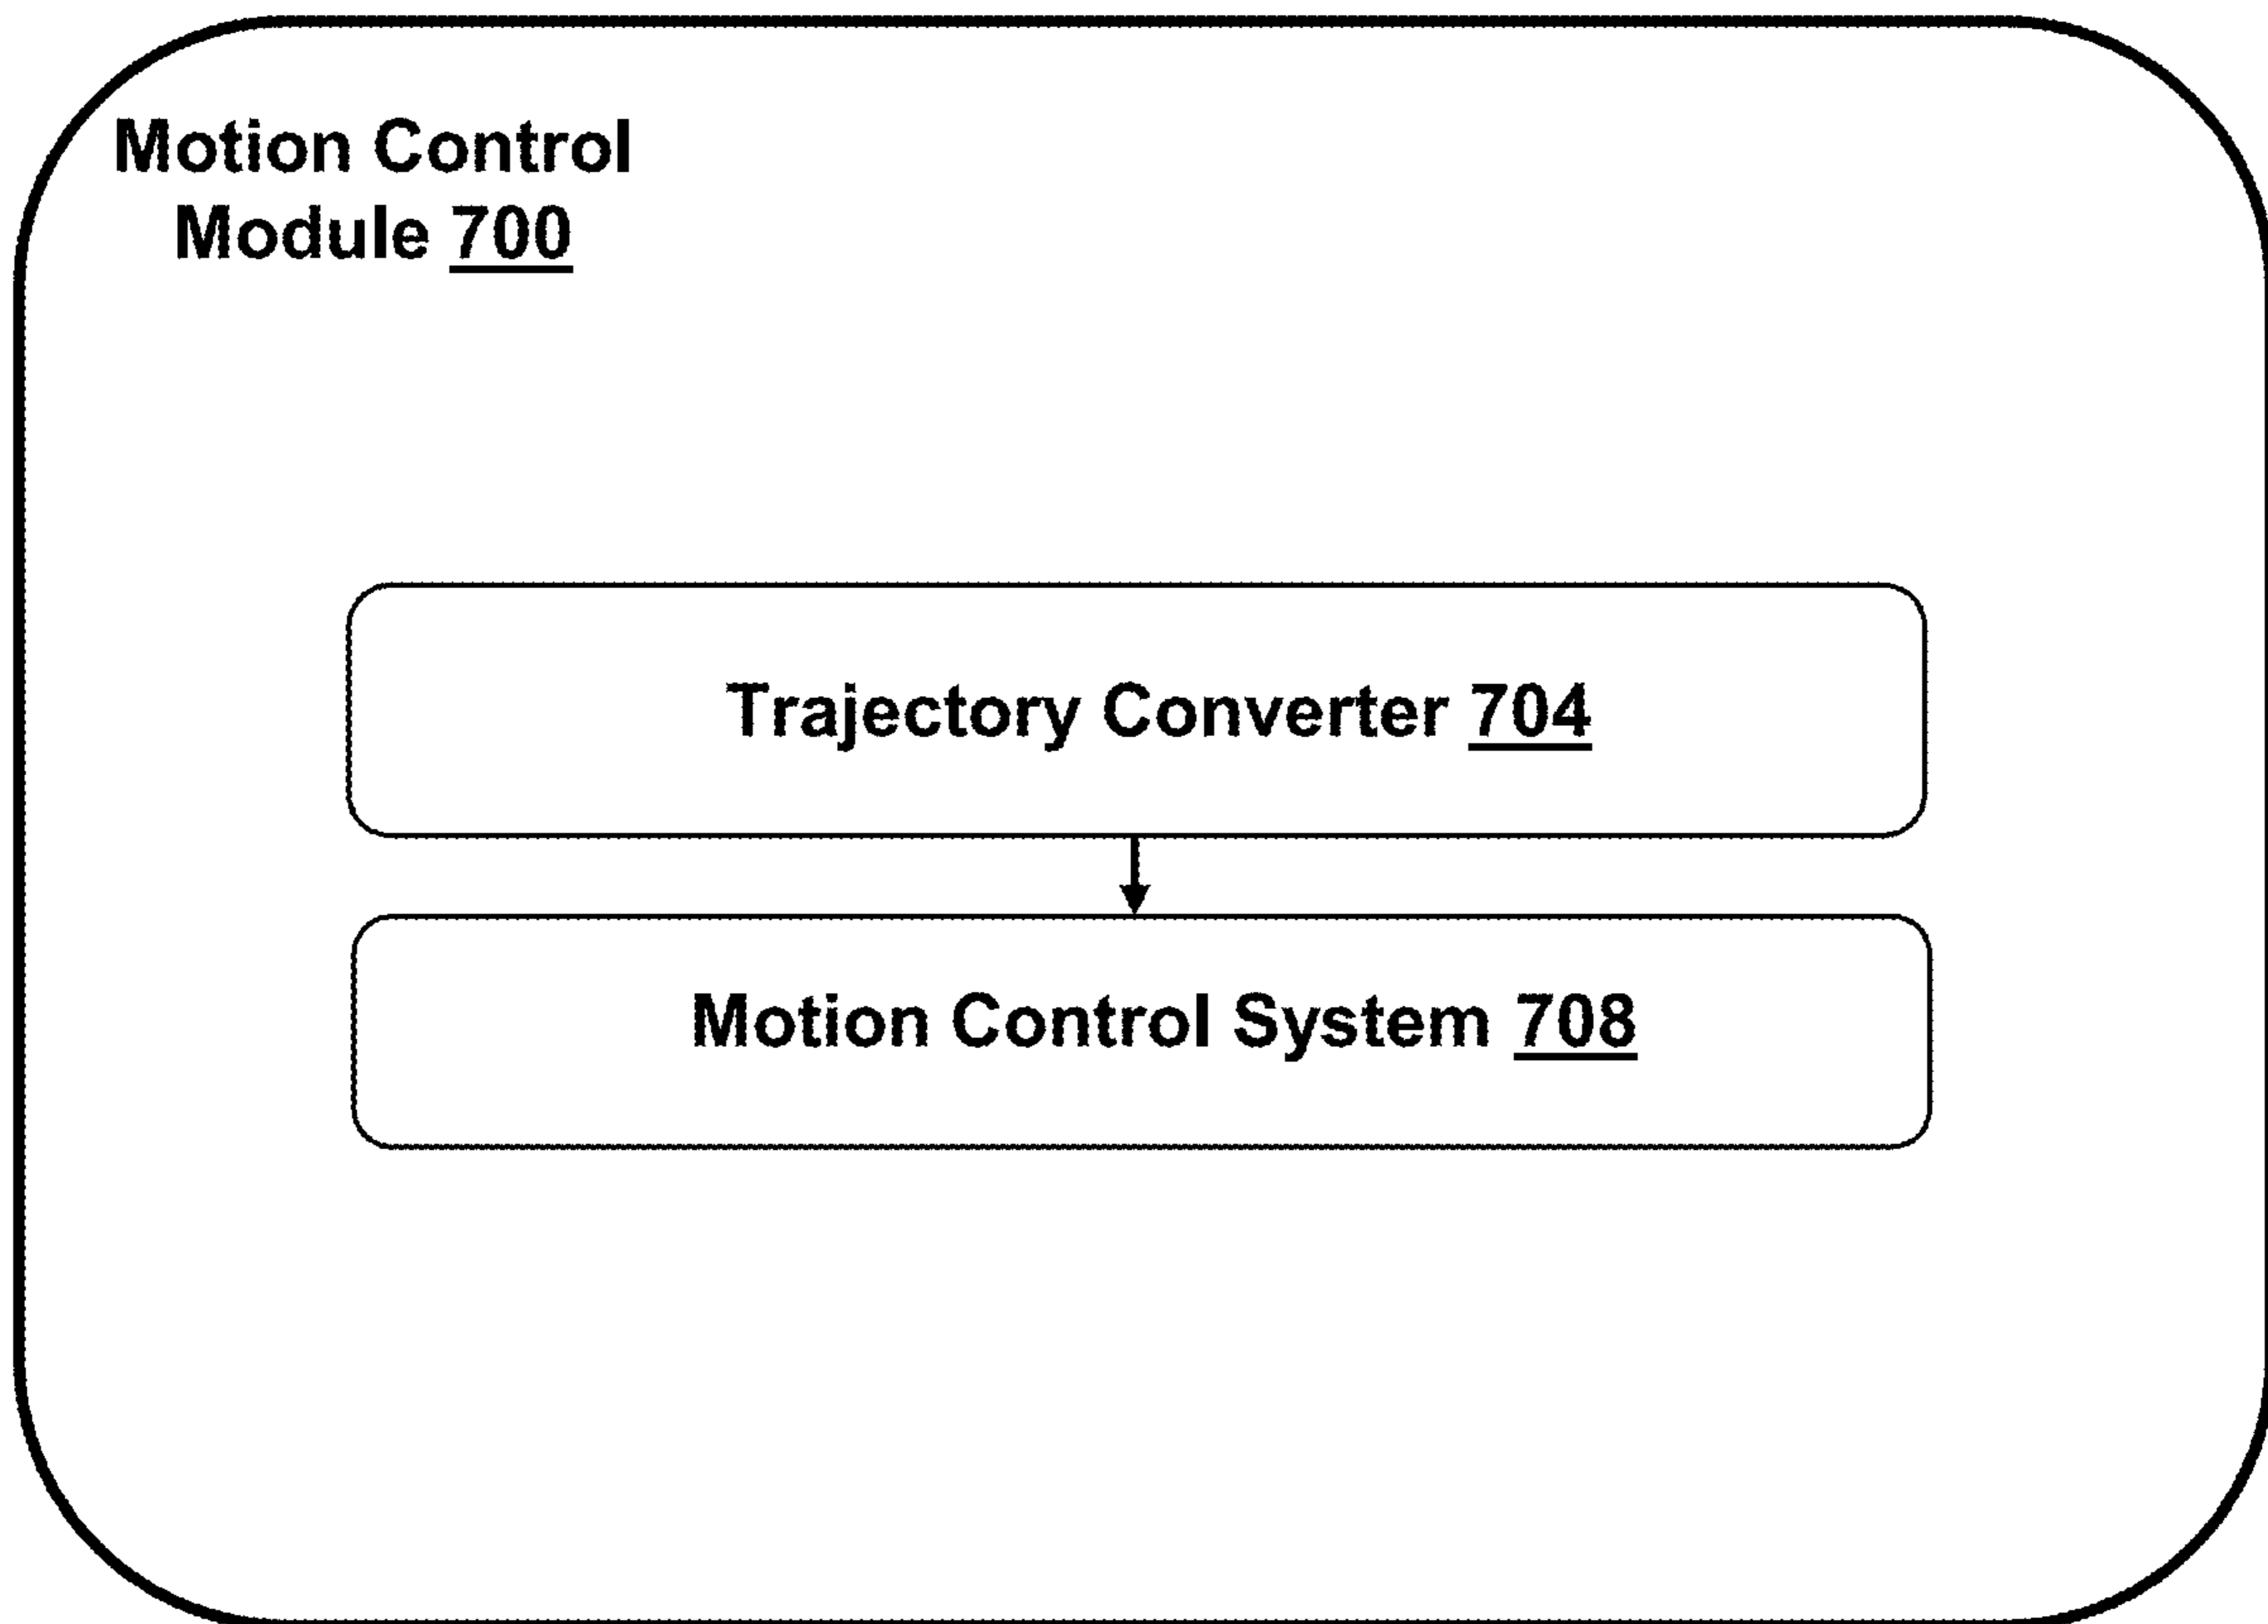 Motion Control
Module 700
Trajectory Converter 704
Motion Control System 708